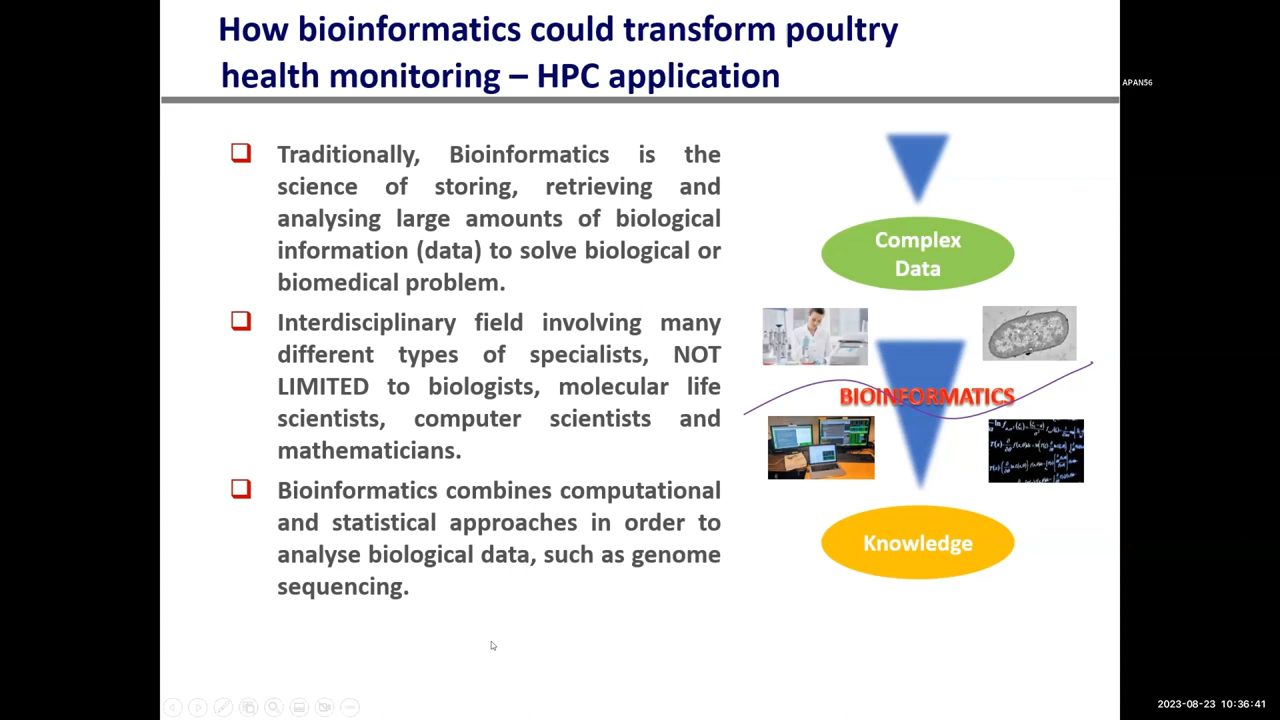 How bioinformatics could transform poultry
health monitoring – HPC application
APAN56
Traditionally, Bioinformatics is the
science of storing, retrieving and
analysing large amounts of biological
information (data) to solve biological or
biomedical problem.
Interdisciplinary field involving many
different types of specialists, NOT
LIMITED to biologists, molecular life
scientists, computer scientists and
mathematicians.
Bioinformatics combines computational
and statistical approaches in order to
analyse biological data, such as genome
sequencing.
Complex
Data
BIOINFORMATICS
Knowledge
2023-08-23 10:36:41